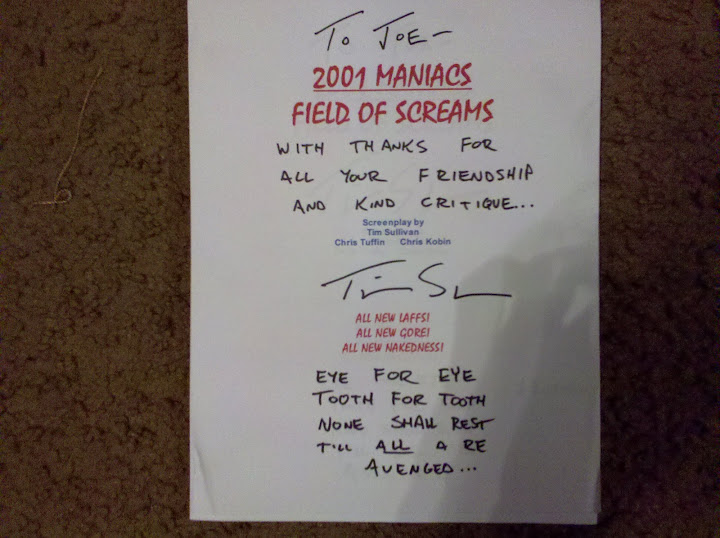 TO JOE-
2001 MANIACS
FIELD OF SCREAMS
WITH THANKS FOR
ALL YOUR FRIENDSHIP
AND KIND CRITIQUE...
Screenplay by
Tim Sullivan
Chris Tuffin Chris Kobin
Tim S
ALL NEW LAFFS!
ALL NEW GORE!
ALL NEW NAKEDNESS!
EYE FOR EYE
TOOTH FOR TOOTH
NONE SHALL REST
TILL ALL ARE
AVENGED...